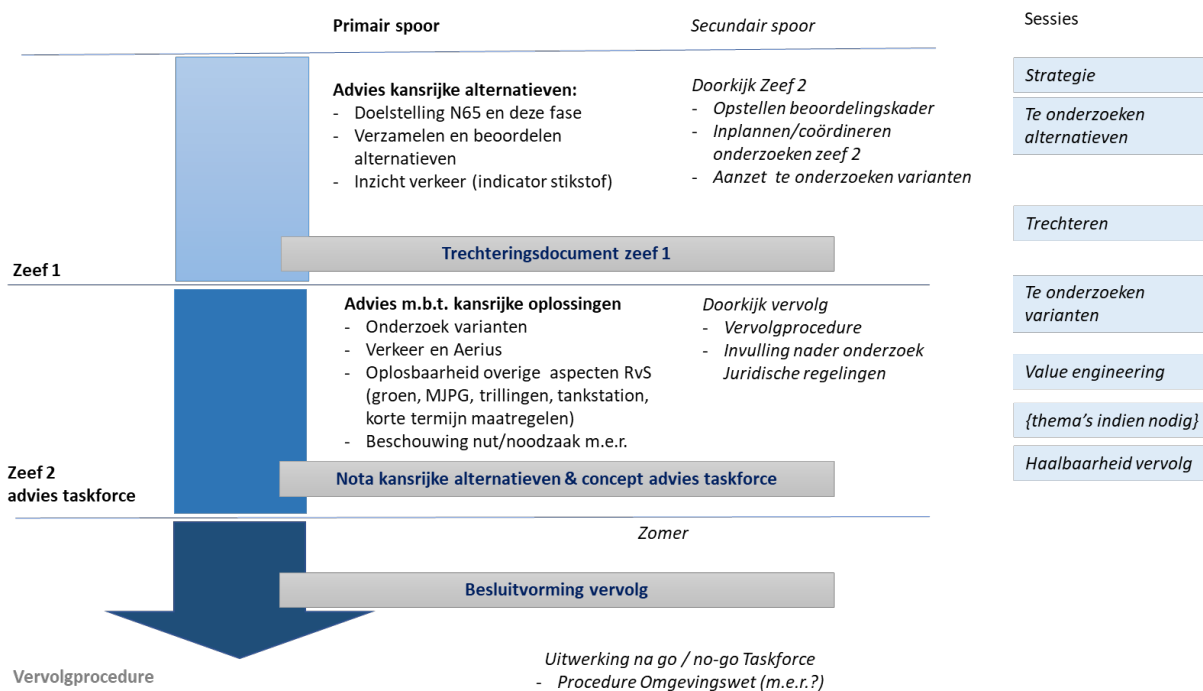 Primair spoor
Secundair spoor
Sessies
Advies kansrijke alternatieven:
- Doelstelling N65 en deze fase
- Verzamelen en beoordelen
alternatieven
- Inzicht verkeer (indicator stikstof)
Doorkijk Zeef 2
- Opstellen beoordelingskader
- Inplannen/coördineren
onderzoeken zeef 2
- Aanzet te onderzoeken varianten
Strategie
Te onderzoeken
alternatieven
Trechteren
Trechteringsdocument zeef 1
Zeef 1
Advies m.b.t. kansrijke oplossingen
- Onderzoek varianten
- Verkeer en Aerius
- Oplosbaarheid overige aspecten RvS
(groen, MJPG, trillingen, tankstation,
korte termijn maatregelen)
- Beschouwing nut/noodzaak m.e.r.
Doorkijk vervolg
- Vervolgprocedure
- Invulling nader onderzoek
Juridische regelingen
Te onderzoeken
varianten
Value engineering
{thema's indien nodig}
Haalbaarheid vervolg
Zeef 2
advies taskforce
Nota kansrijke alternatieven & concept advies taskforce
Zomer
Besluitvorming vervolg
Vervolgprocedure
Uitwerking na go / no-go Taskforce
- Procedure Omgevingswet (m.e.r.?)